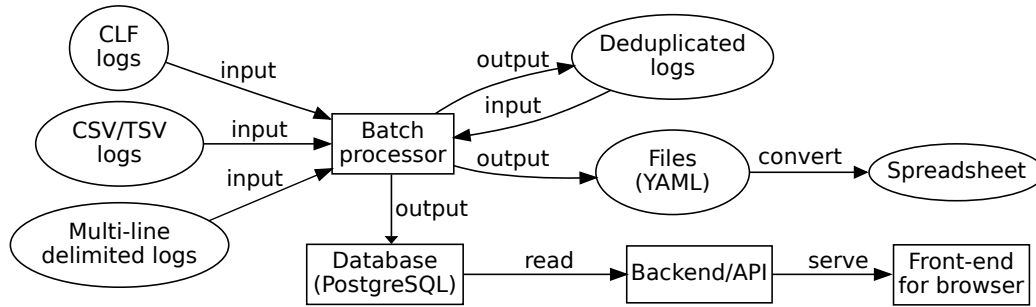 CLF
logs
input
CSV/TSV
logs
input
Multi-line
delimited logs
input
Batch
processor
output
input
Deduplicated
logs
output
Files
(YAML)
convert
Spreadsheet
output
Database
(PostgreSQL)
read
Backend/API
serve
Front-end
for browser